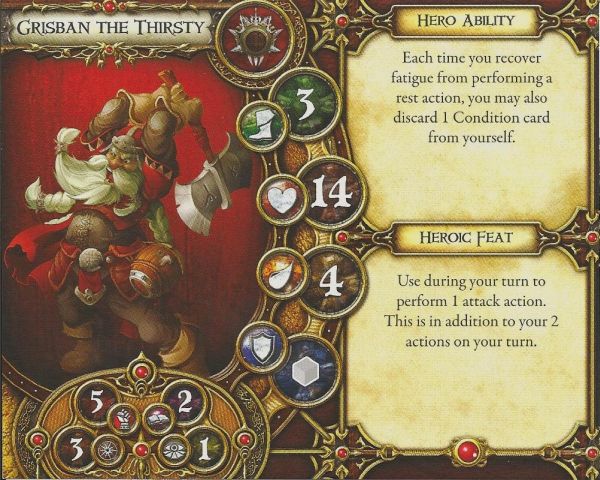 Grisban the Thirsty
3
14
4
5
2
3
1
Hero Ability
Each time you recover
fatigue from performing a
rest action, you may also
discard 1 Condition card
from yourself.
Heroic Feat
Use during your turn to
perform 1 attack action.
This is in addition to your 2
actions on your turn.